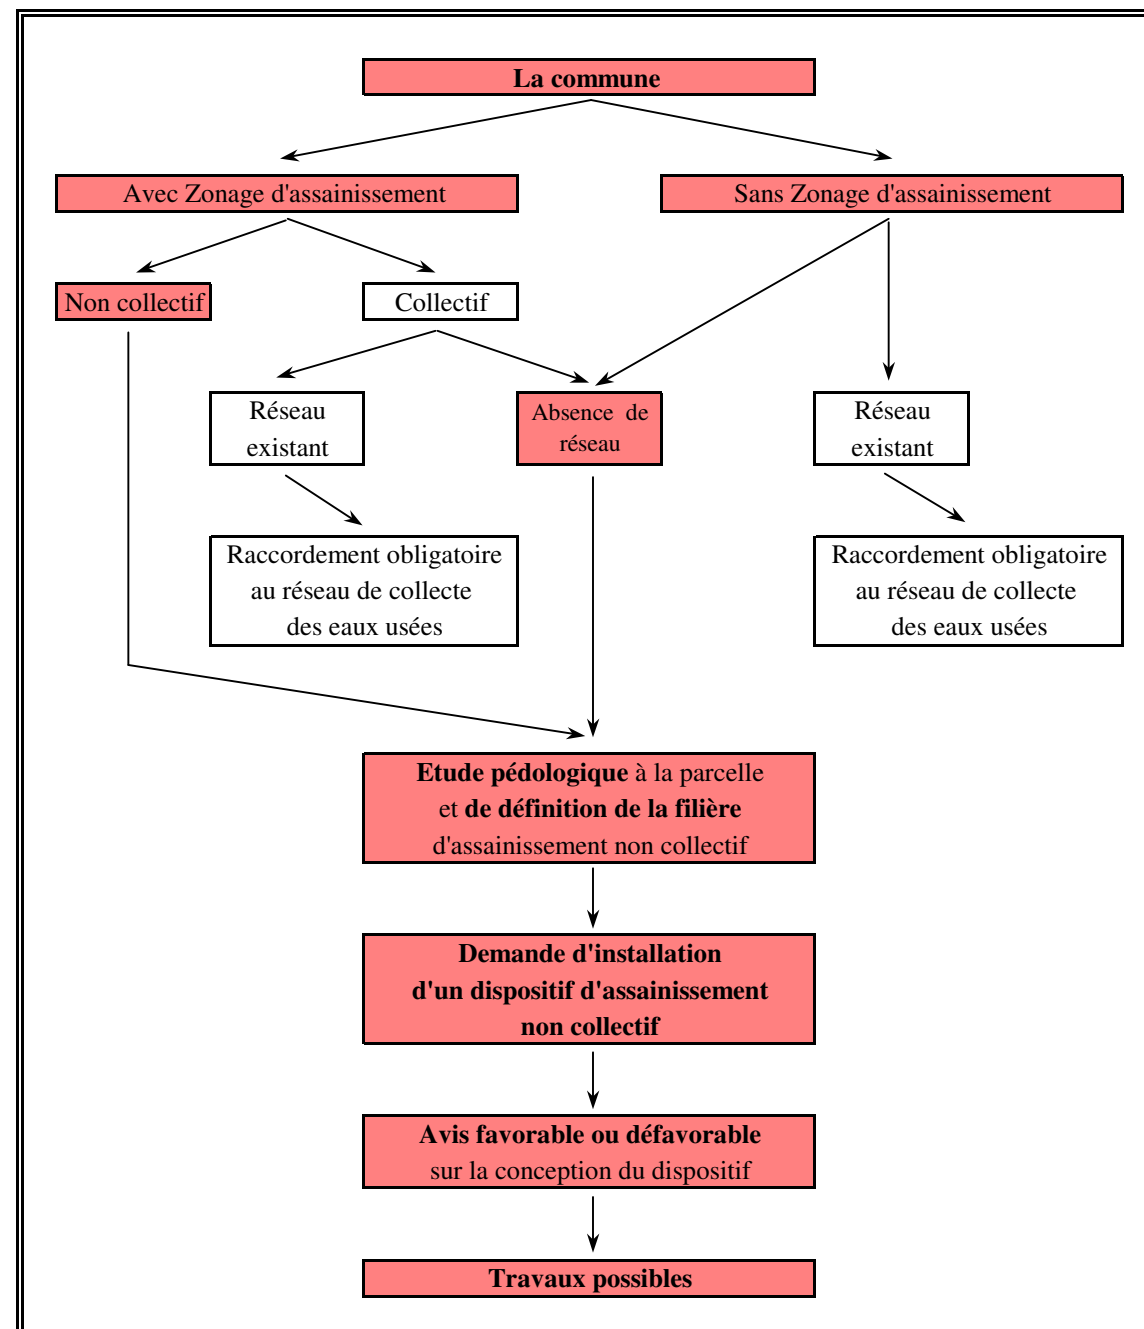 La commune
Avec Zonage d'assainissement
Sans Zonage d'assainissement
Non collectif
Collectif
Réseau
existant
Absence de
réseau
Réseau
existant
Raccordement obligatoire
au réseau de collecte
des eaux usées
Raccordement obligatoire
au réseau de collecte
des eaux usées
Etude pédologique à la parcelle
et de définition de la filière
d'assainissement non collectif
Demande d'installation
d'un dispositif d'assainissement
non collectif
Avis favorable ou défavorable
sur la conception du dispositif
Travaux possibles